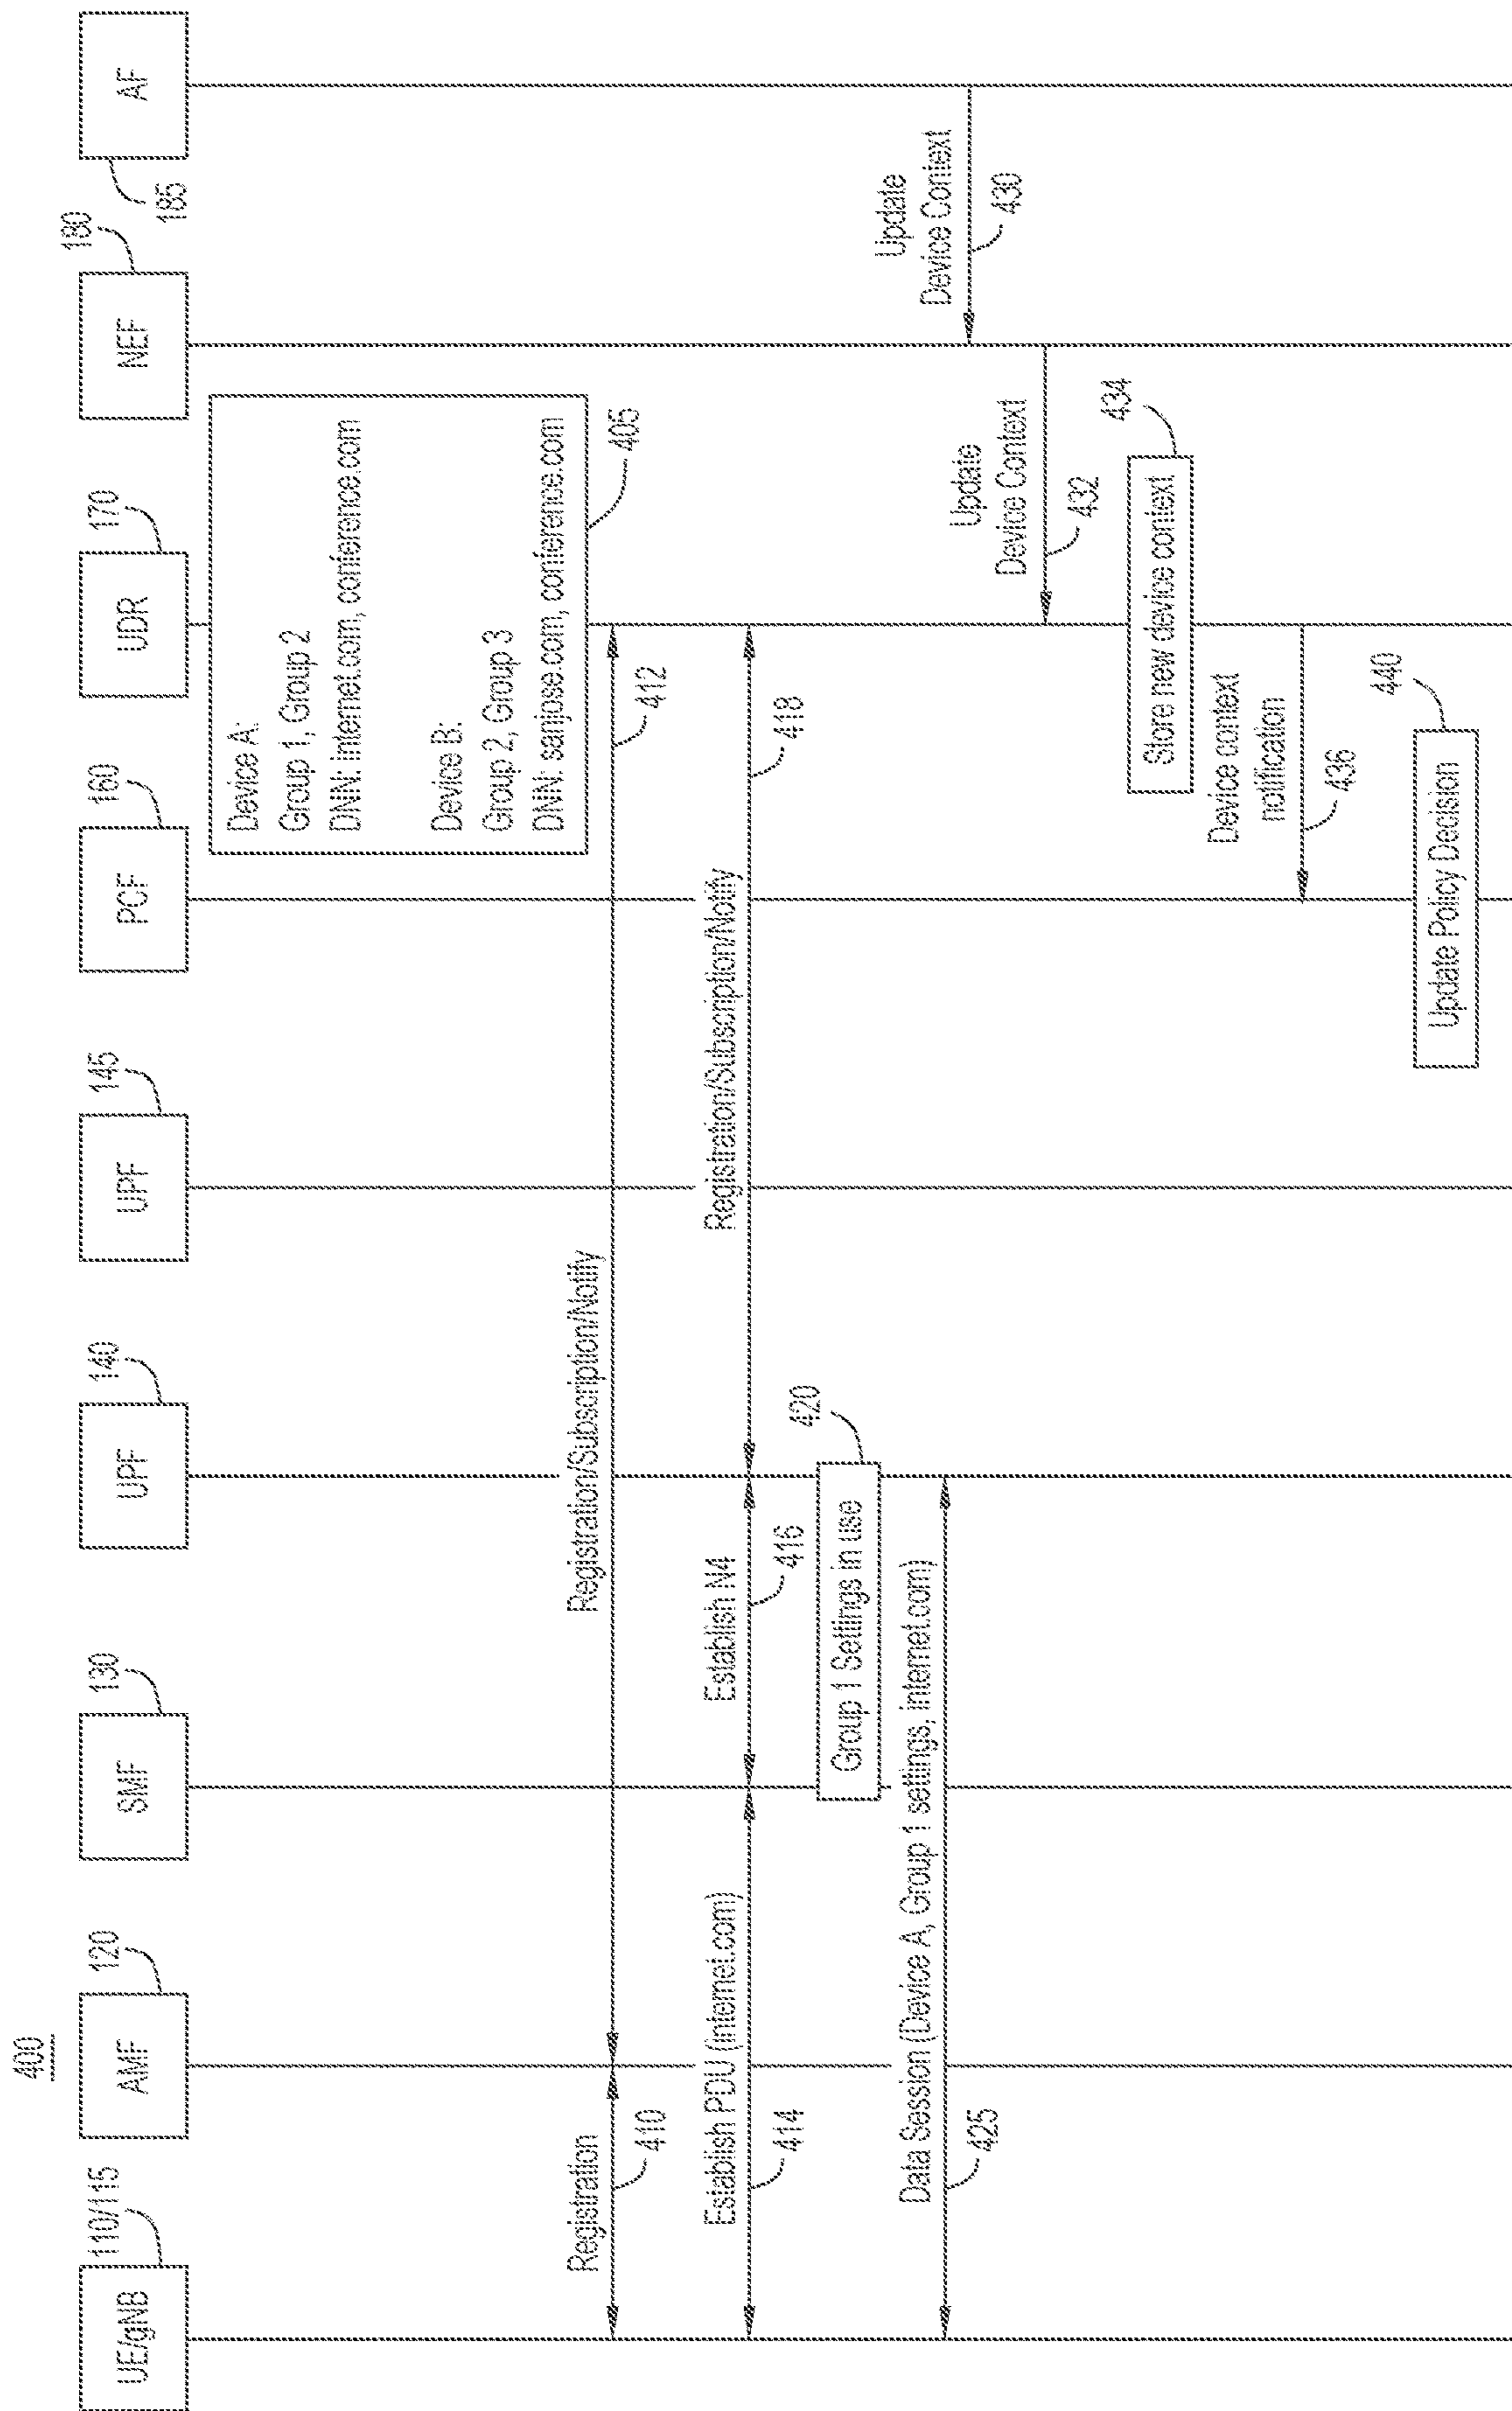 400
UE/gNB
110/115
AMF
120
SMF
130
UPF
140
UPF
145
PCF
160
UDR
170
NEF
180
AF
185
Device A:
Group 1, Group 2
DNN: internet.com, conference.com
Device B:
Group 2, Group 3
DNN: sanjose.com, conference.com
405
Registration
410
Registration/Subscription/Notify
412
Establish PDU (internet.com)
414
Establish N4
416
Registration/Subscription/Notify
418
Group 1 Settings in use
420
Data Session (Device A, Group 1 settings, internet.com)
425
Update
Device Context
430
Update
Device Context
432
Store new device context
434
Device context
notification
436
Update Policy Decision
440